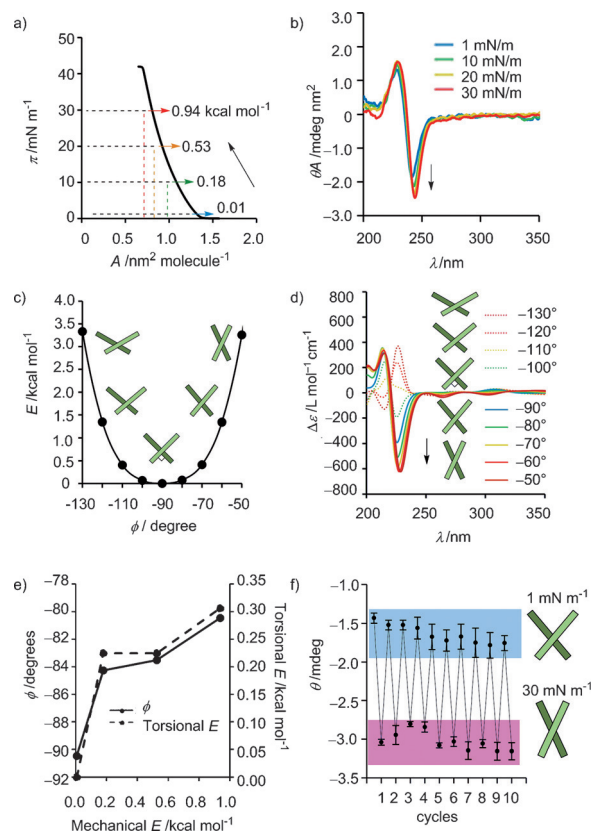 a)
50
40
30
20
10
0
π/mN m⁻¹
0.94 kcal mol⁻¹
0.53
0.18
0.01
0 0.5 1.0 1.5 2.0
A /nm² molecule⁻¹
b)
3.0
2.0
1.0
0
−1.0
−2.0
−3.0
θA / mdeg nm²
1 mN/m
10 mN/m
20 mN/m
30 mN/m
200 250 300 350
λ/nm
c)
4.0
3.5
3.0
2.5
2.0
1.5
1.0
0.5
0
E/kcal mol⁻¹
-130 -110 -90 -70 -50
ϕ / degree
d)
800
600
400
200
0
−200
−400
−600
−800
Δε/L mol⁻¹ cm⁻¹
−130°
−120°
−110°
−100°
−90°
−80°
−70°
−60°
−50°
200 250 300 350
λ/nm
e)
−78
−80
−82
−84
−86
−88
−90
−92
ϕ /degrees
0.35
0.30
0.25
0.20
0.15
0.10
0.05
0.00
Torsional E /kcal mol⁻¹
ϕ
Torsional E
0.0 0.2 0.4 0.6 0.8 1.0
Mechanical E/kcal mol⁻¹
f)
−1.0
−1.5
−2.0
−2.5
−3.0
−3.5
θ /mdeg
1 mN m⁻¹
30 mN m⁻¹
1 2 3 4 5 6 7 8 9 10
cycles